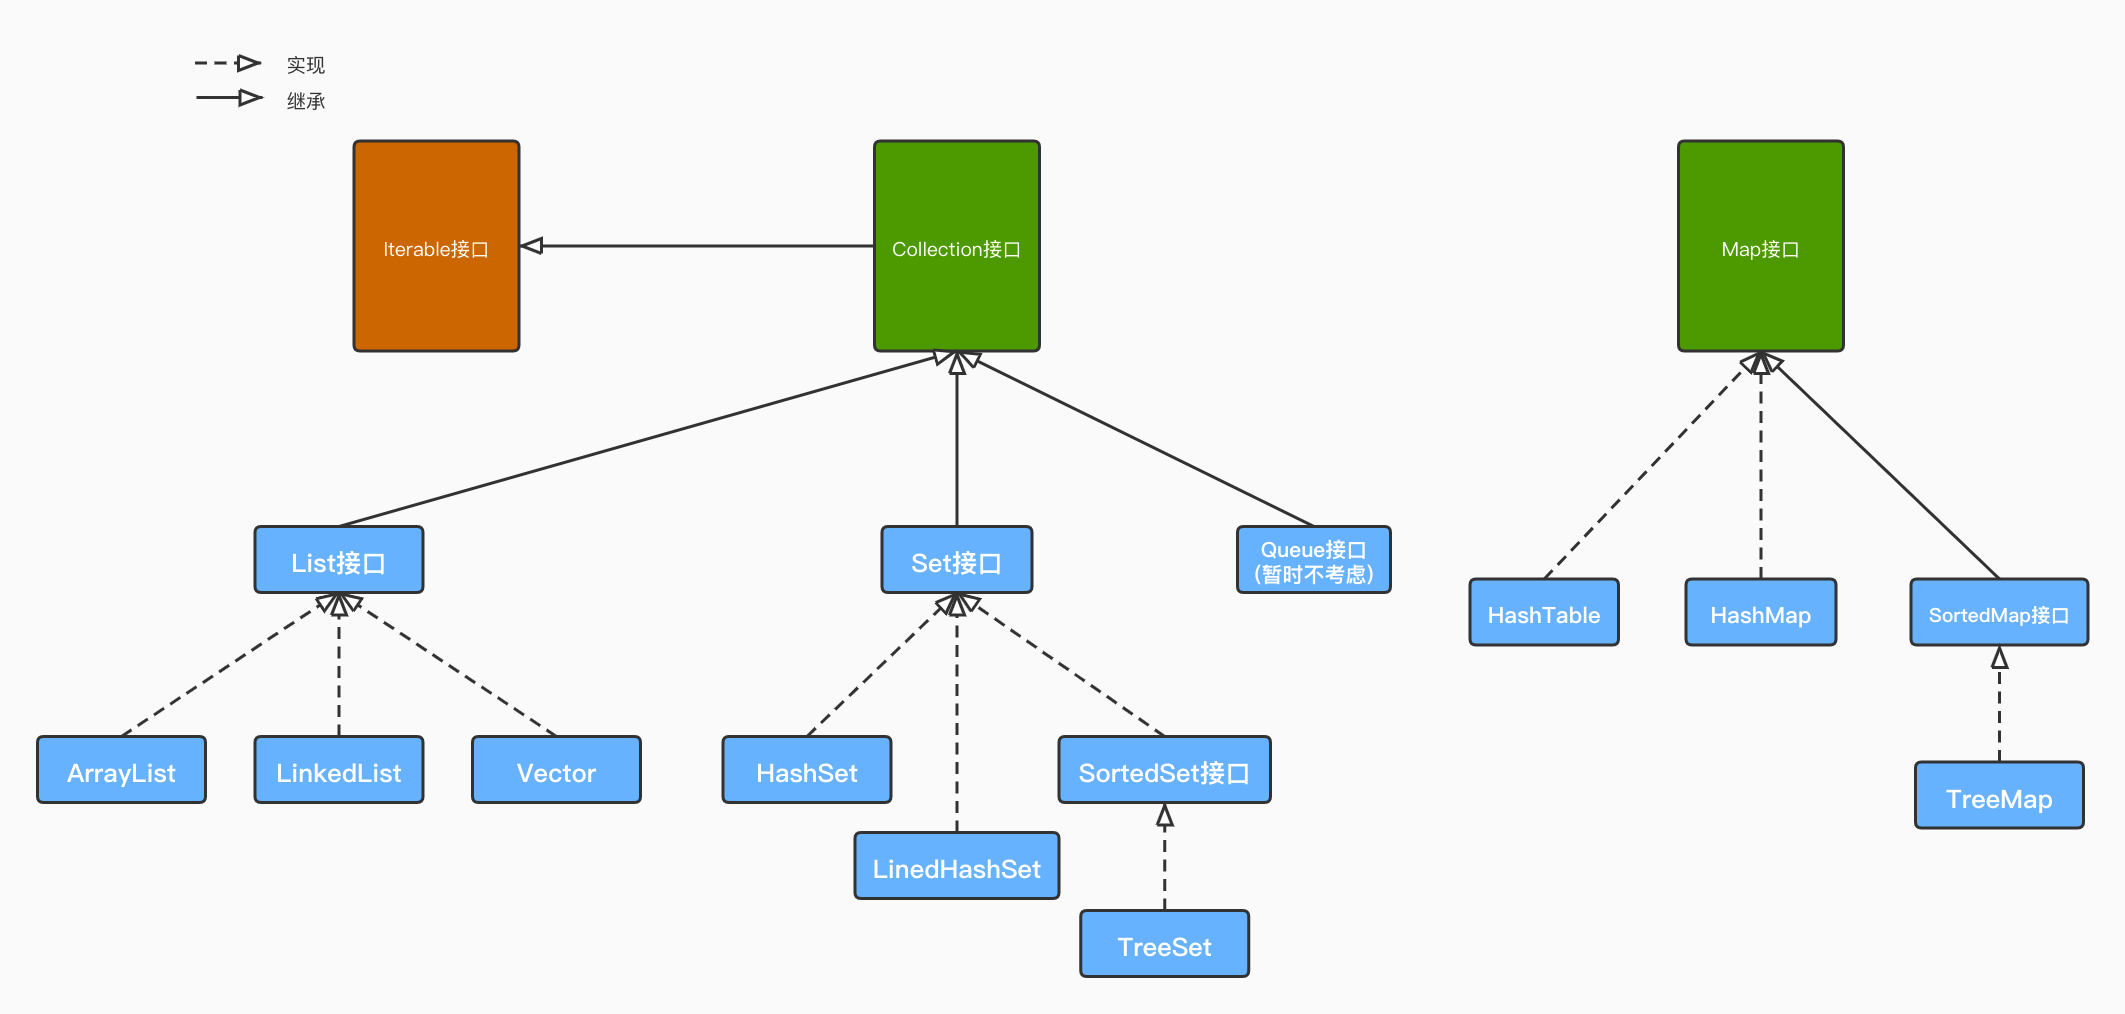 实现
继承
Iterable接口
Collection接口
Map接口
List接口
Set接口
Queue接口
(暂时不考虑)
HashTable
HashMap
SortedMap接口
ArrayList
LinkedList
Vector
HashSet
SortedSet接口
TreeMap
LinedHashSet
TreeSet